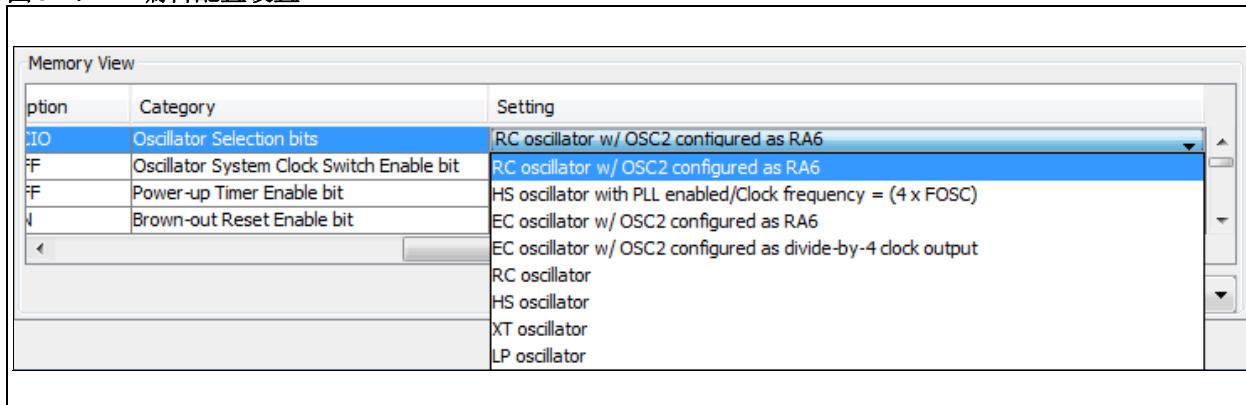 Memory View
ption Category Setting
IO Oscillator Selection bits RC oscillator w/ OSC2 configured as RA6
FF Oscillator System Clock Switch Enable bit RC oscillator w/ OSC2 configured as RA6
FF Power-up Timer Enable bit HS oscillator with PLL enabled/Clock frequency = (4 x FOSC)
Brown-out Reset Enable bit EC oscillator w/ OSC2 configured as RA6
EC oscillator w/ OSC2 configured as divide-by-4 clock output
RC oscillator
HS oscillator
XT oscillator
LP oscillator